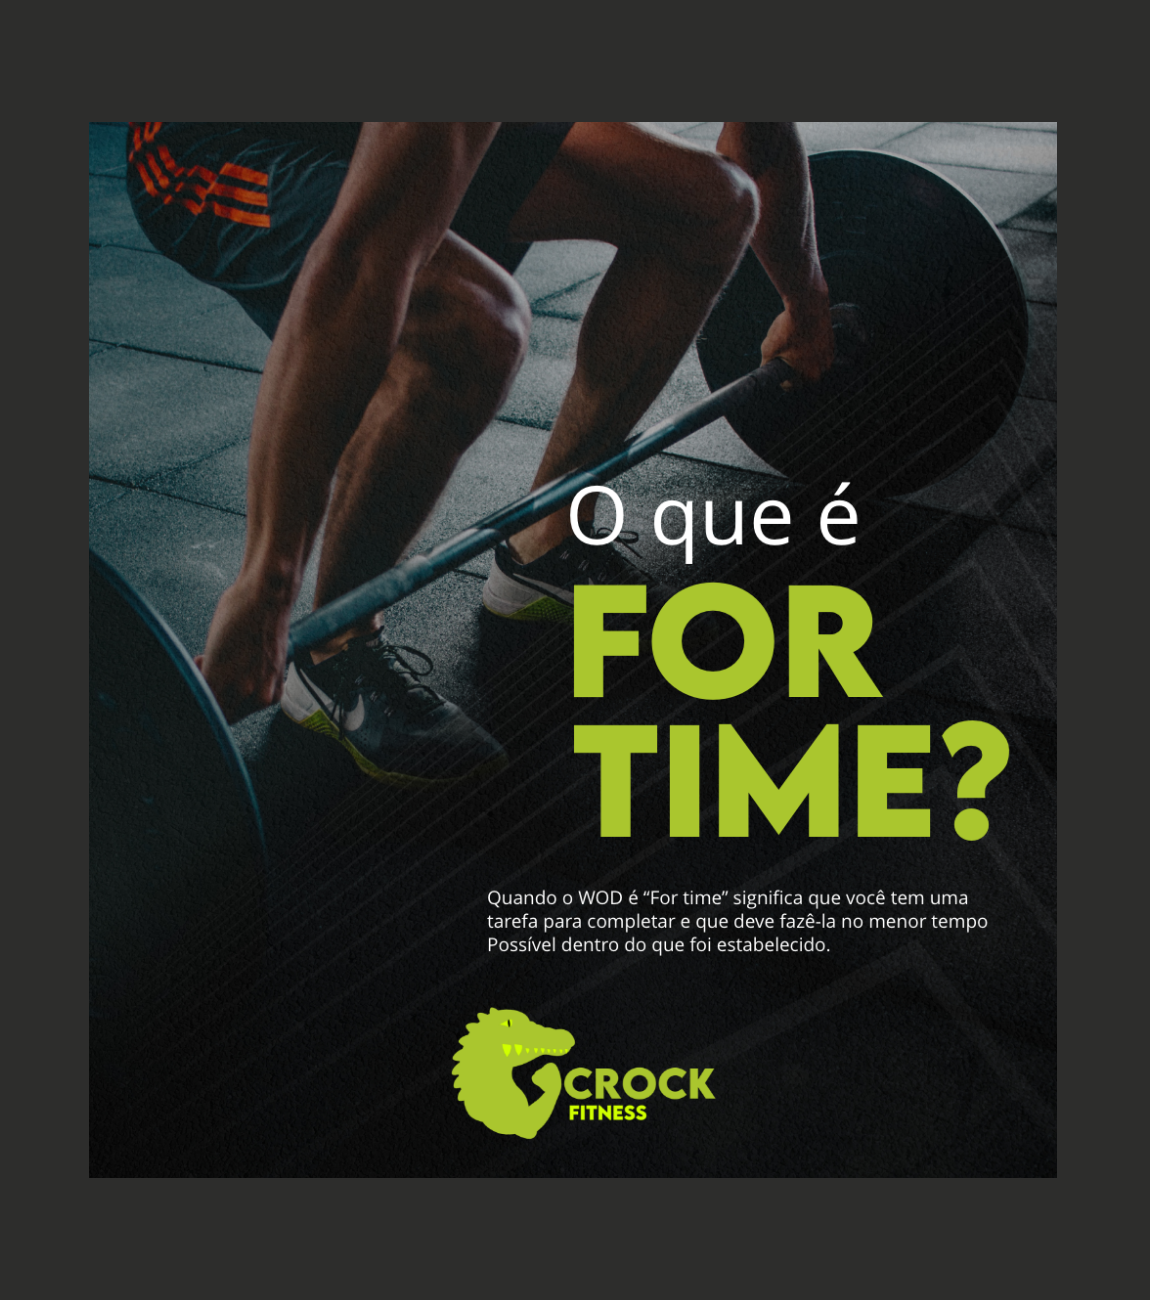 O que é
FOR
TIME?
Quando o WOD é “For time” significa que você tem uma
tarefa para completar e que deve fazê-la no menor tempo
Possível dentro do que foi estabelecido.
CROCK
FITNESS